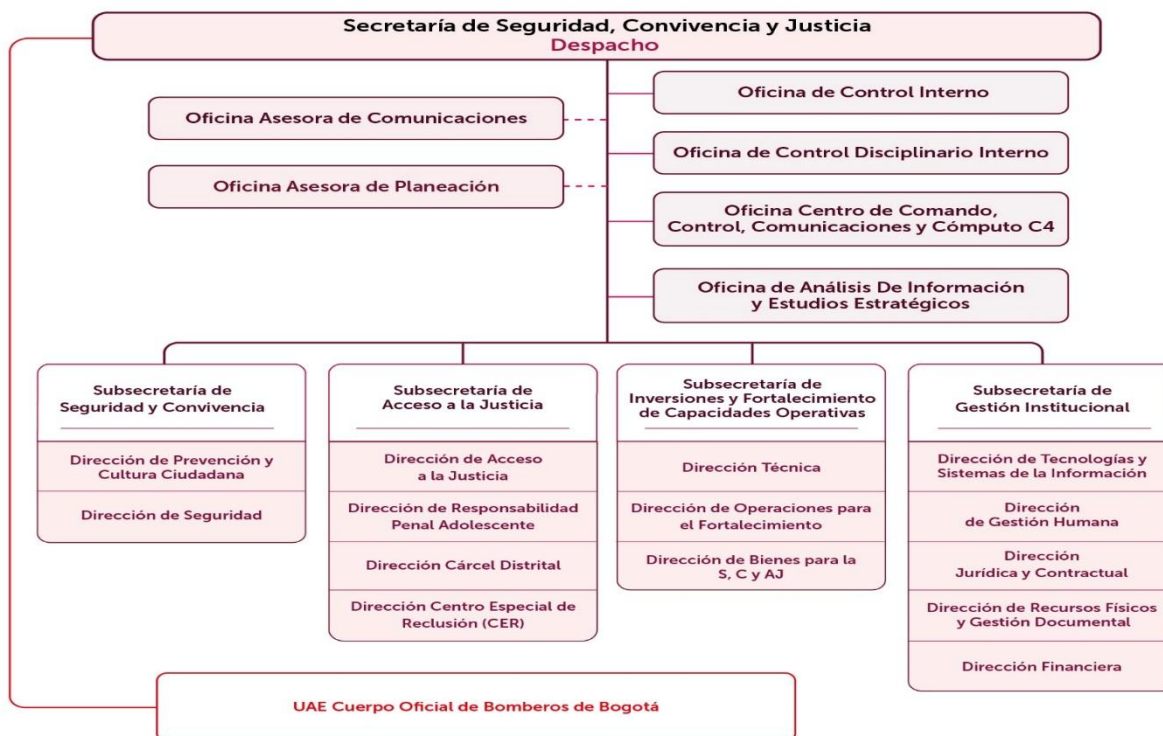 Secretaría de Seguridad, Convivencia y Justicia
Despacho
Oficina Asesora de Comunicaciones
Oficina Asesora de Planeación
Oficina de Control Interno
Oficina de Control Disciplinario Interno
Oficina Centro de Comando,
Control, Comunicaciones y Cómputo C4
Oficina de Análisis De Información
y Estudios Estratégicos
Subsecretaría de
Seguridad y Convivencia
Dirección de Prevención y
Cultura Ciudadana
Dirección de Seguridad
Subsecretaría de
Acceso a la Justicia
Dirección de Acceso
a la Justicia
Dirección de Responsabilidad
Penal Adolescente
Dirección Cárcel Distrital
Dirección Centro Especial de
Reclusión (CER)
Subsecretaría de
Inversiones y Fortalecimiento
de Capacidades Operativas
Dirección Técnica
Dirección de Operaciones para
el Fortalecimiento
Dirección de Bienes para la
S, C y AJ
Subsecretaría de
Gestión Institucional
Dirección de Tecnologías y
Sistemas de la Información
Dirección
de Gestión Humana
Dirección
Jurídica y Contractual
Dirección de Recursos Físicos
y Gestión Documental
Dirección Financiera
UAE Cuerpo Oficial de Bomberos de Bogotá